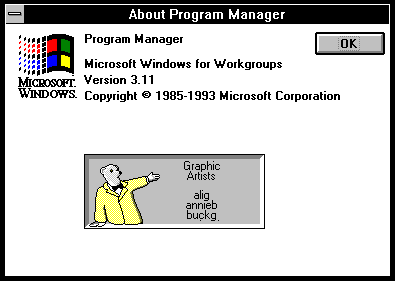 About Program Manager
Program Manager
OK
Microsoft Windows for Workgroups
Version 3.11
Copyright © 1985-1993 Microsoft Corporation
MICROSOFT.
WINDOWS.
Graphic
Artists
alig
annieb
buckg